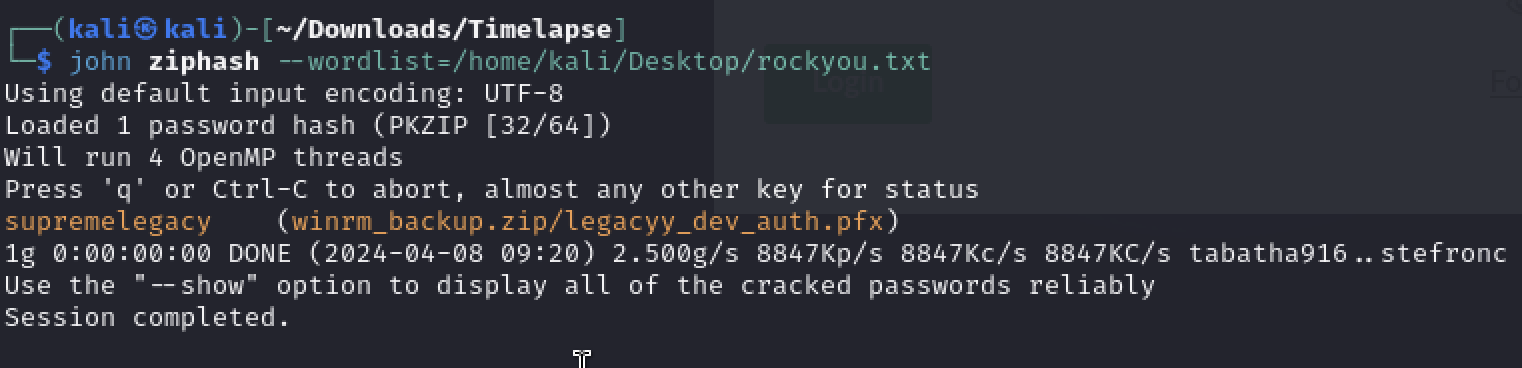 ┌──(kali㉿kali)-[~/Downloads/Timelapse]
└─$ john ziphash --wordlist=/home/kali/Desktop/rockyou.txt
Login
Using default input encoding: UTF-8
Loaded 1 password hash (PKZIP [32/64])
Will run 4 OpenMP threads
Press 'q' or Ctrl-C to abort, almost any other key for status
supremelegacy    (winrm_backup.zip/legacyy_dev_auth.pfx)
1g 0:00:00:00 DONE (2024-04-08 09:20) 2.500g/s 8847Kp/s 8847Kc/s 8847KC/s tabatha916..stefronc
Use the "--show" option to display all of the cracked passwords reliably
Session completed.